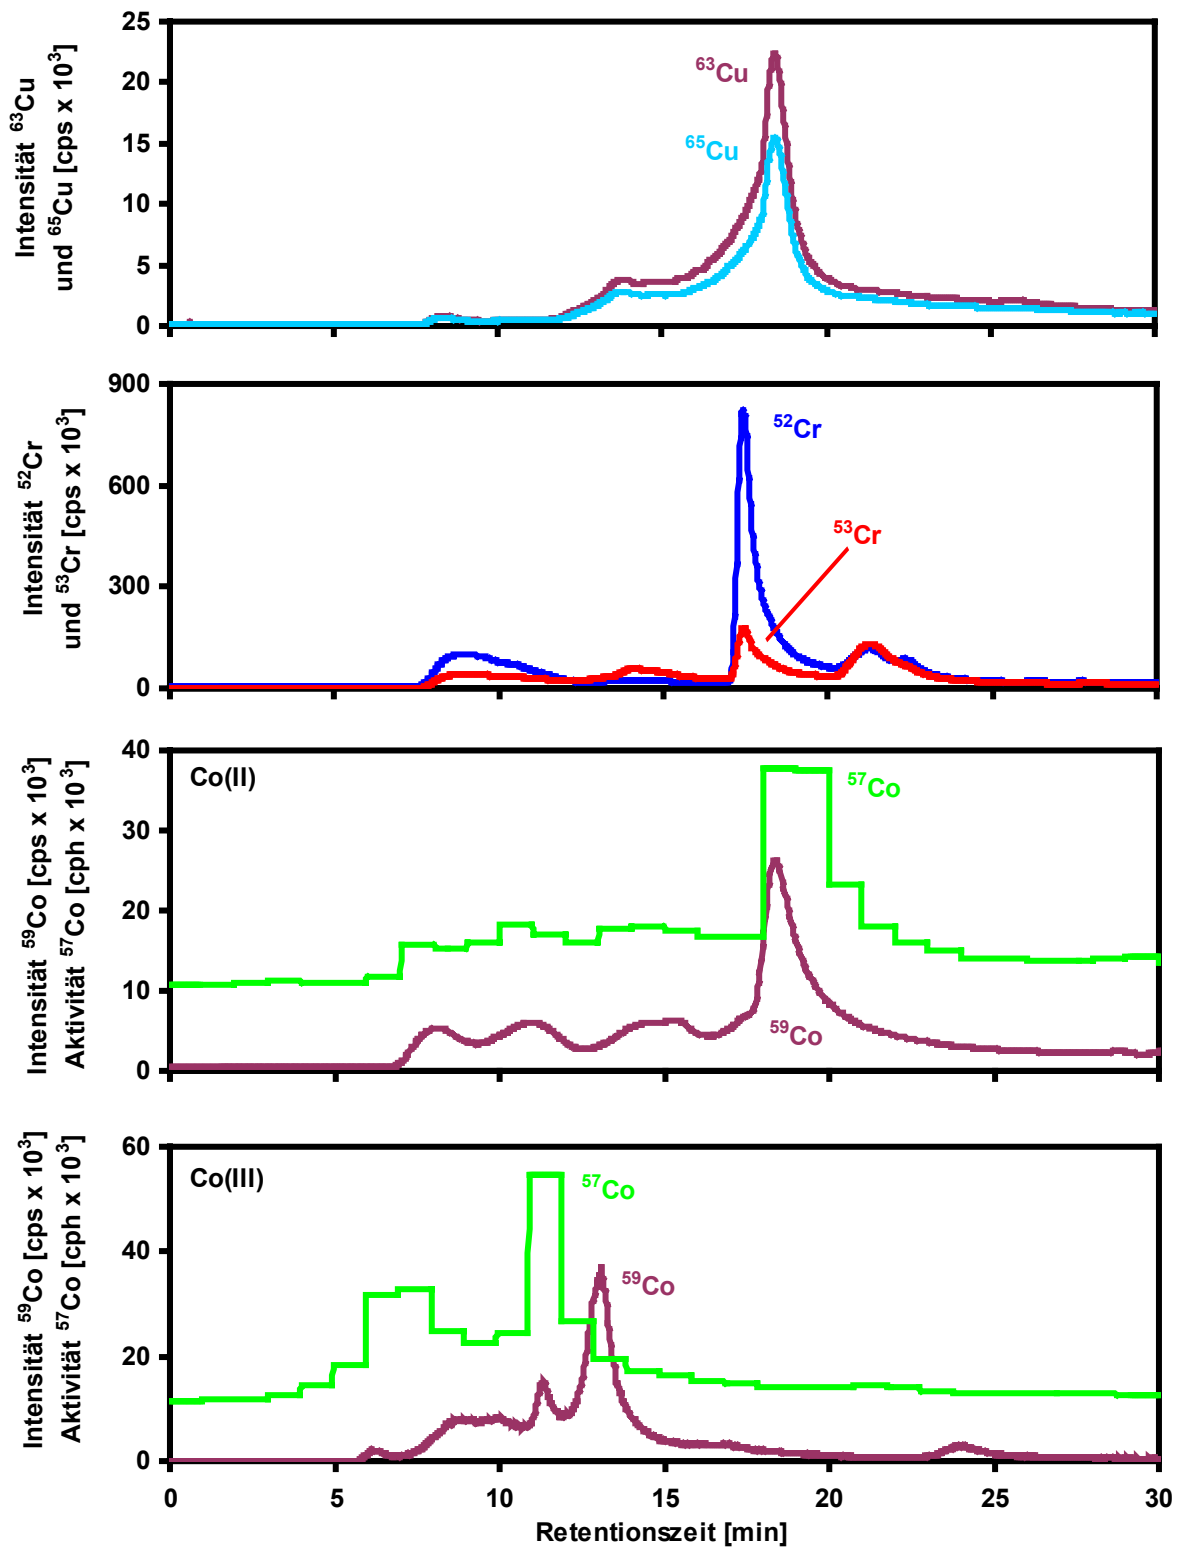 Intensität ⁶³Cu
und ⁶⁵Cu [cps x 10³]
25
20
15
10
5
0
⁶³Cu
⁶⁵Cu
Intensität ⁵²Cr
und ⁵³Cr [cps x 10³]
900
600
300
0
⁵²Cr
⁵³Cr
Intensität ⁵⁹Co [cps x 10³]
Aktivität ⁵⁷Co [cph x 10³]
40
30
20
10
0
Co(II)
⁵⁷Co
⁵⁹Co
Intensität ⁵⁹Co [cps x 10³]
Aktivität ⁵⁷Co [cph x 10³]
60
40
20
0
Co(III)
⁵⁷Co
⁵⁹Co
0 5 10 15 20 25 30
Retentionszeit [min]